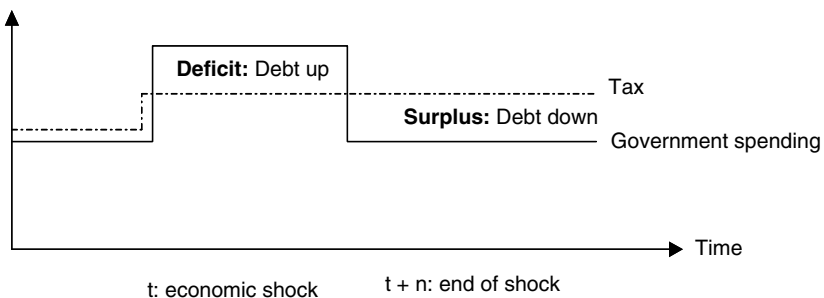 Deficit: Debt up
Tax
Surplus: Debt down
Government spending
Time
t: economic shock
t + n: end of shock